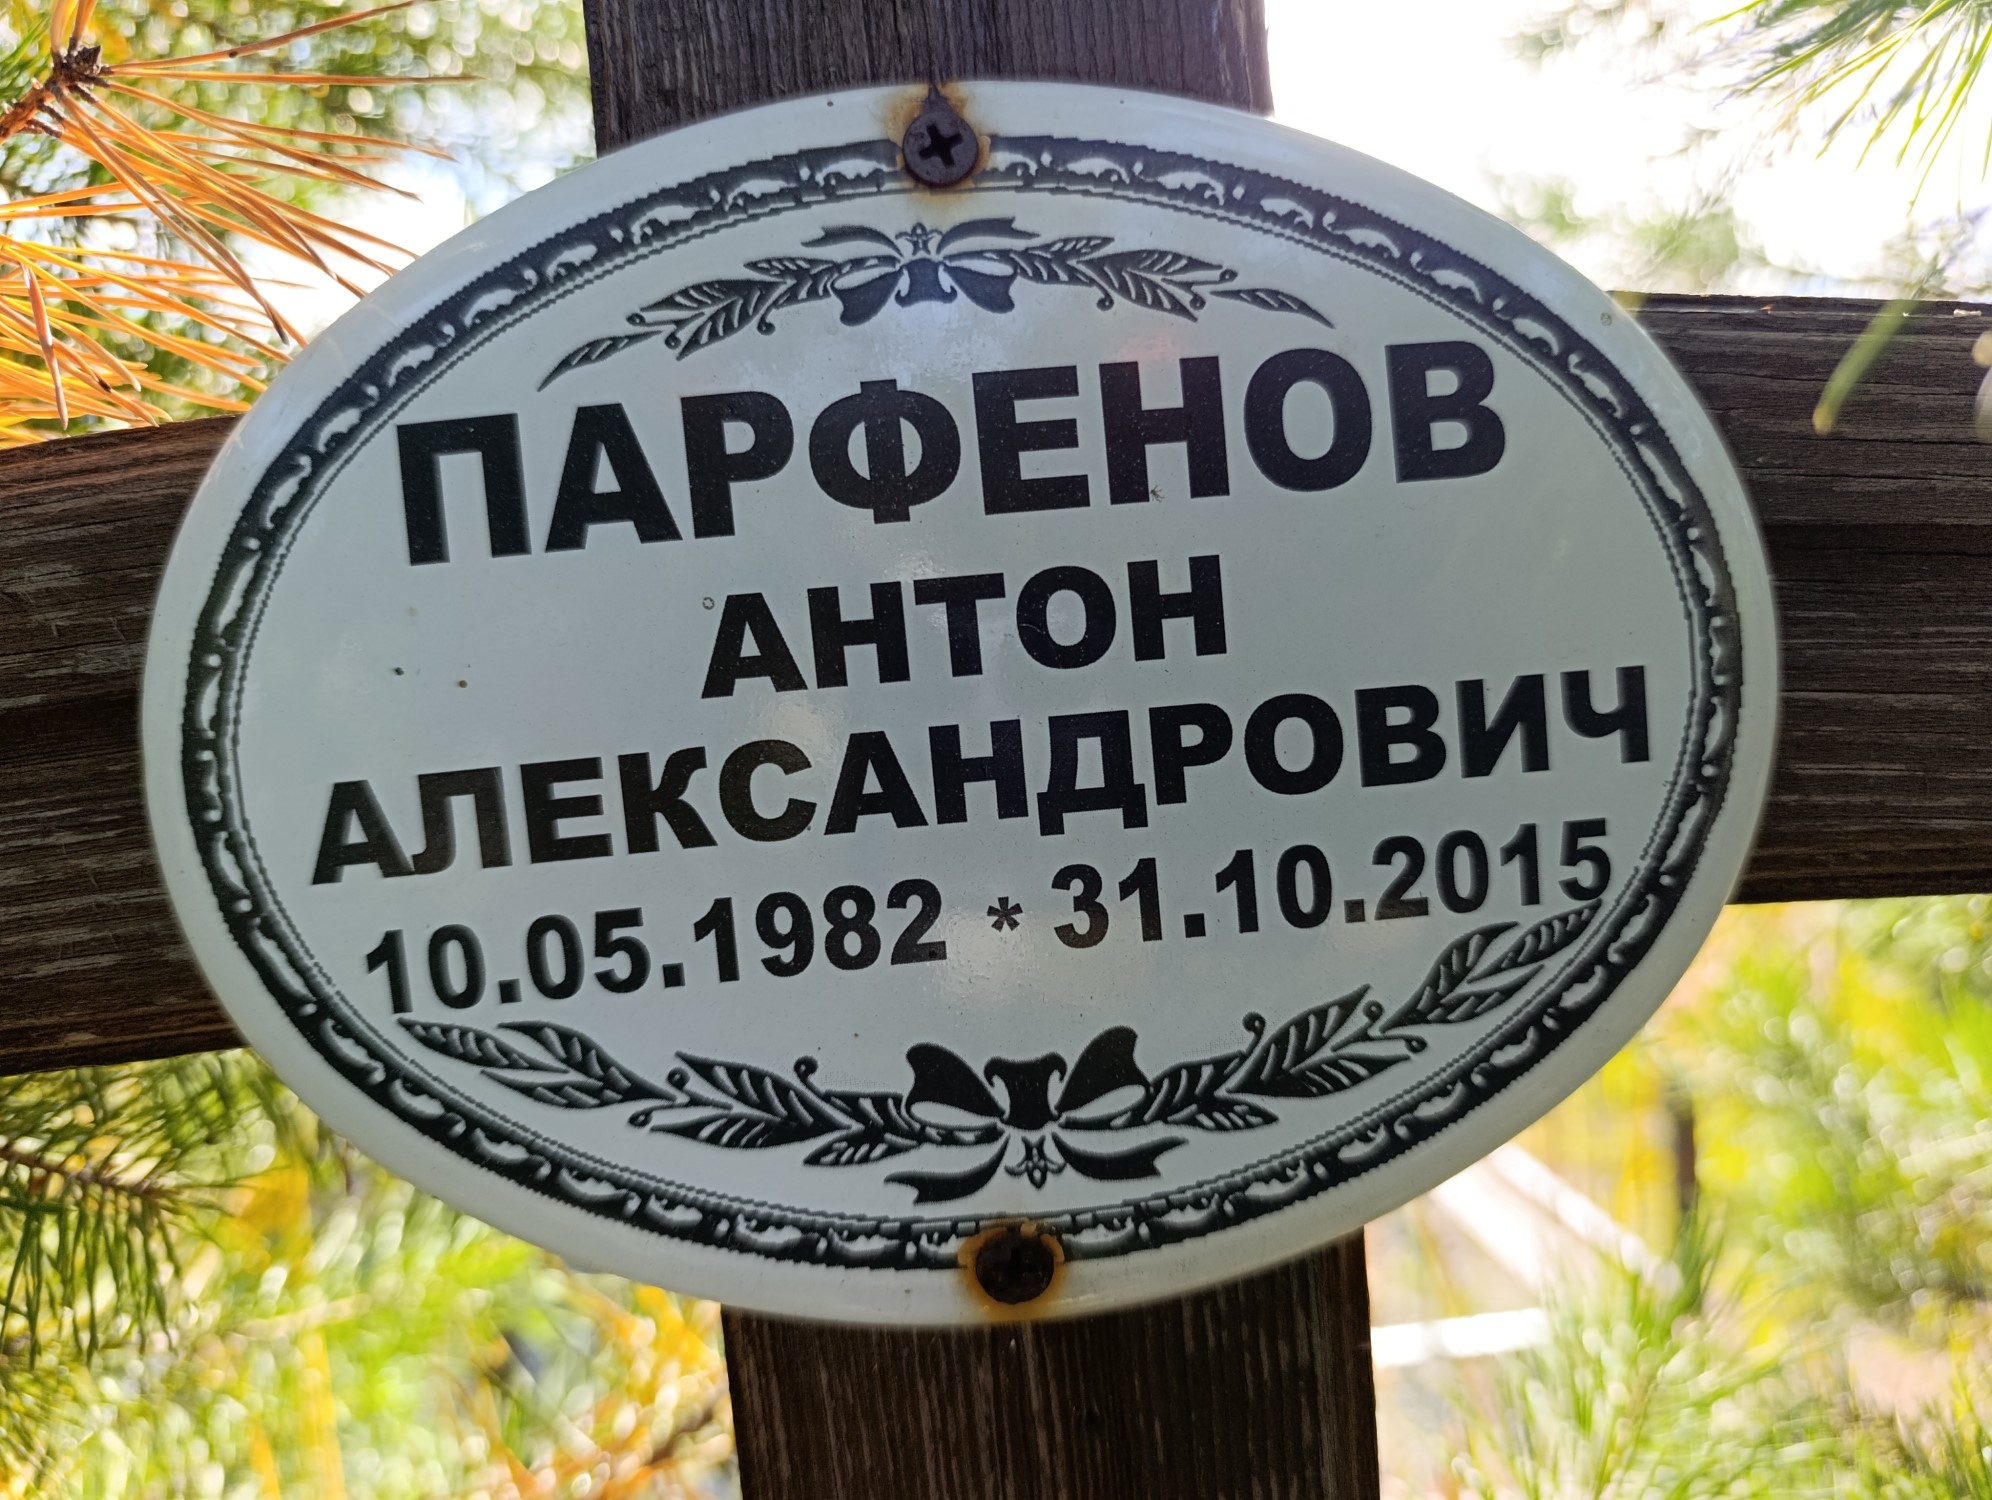 ПАРФЕНОВ
АНТОН
АЛЕКСАНДРОВИЧ
10.05.1982 * 31.10.2015